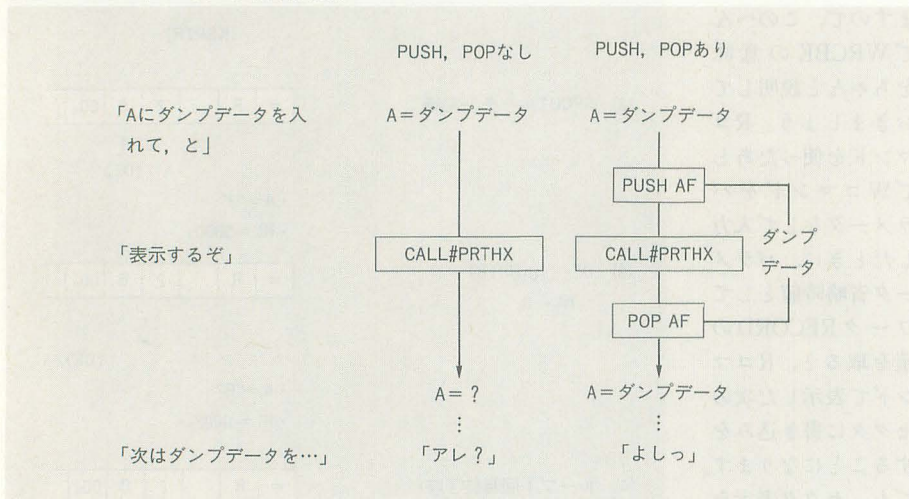 PUSH, POPなし
PUSH, POPあり
「Aにダンプデータを入
れて, と」
A=ダンプデータ
A=ダンプデータ
PUSH AF
「表示するぞ」
CALL#PRTHX
CALL#PRTHX
ダンプ
データ
POP AF
A=?
A=ダンプデータ
⋮
⋮
「次はダンプデータを…」
「アレ?」
「よしっ」